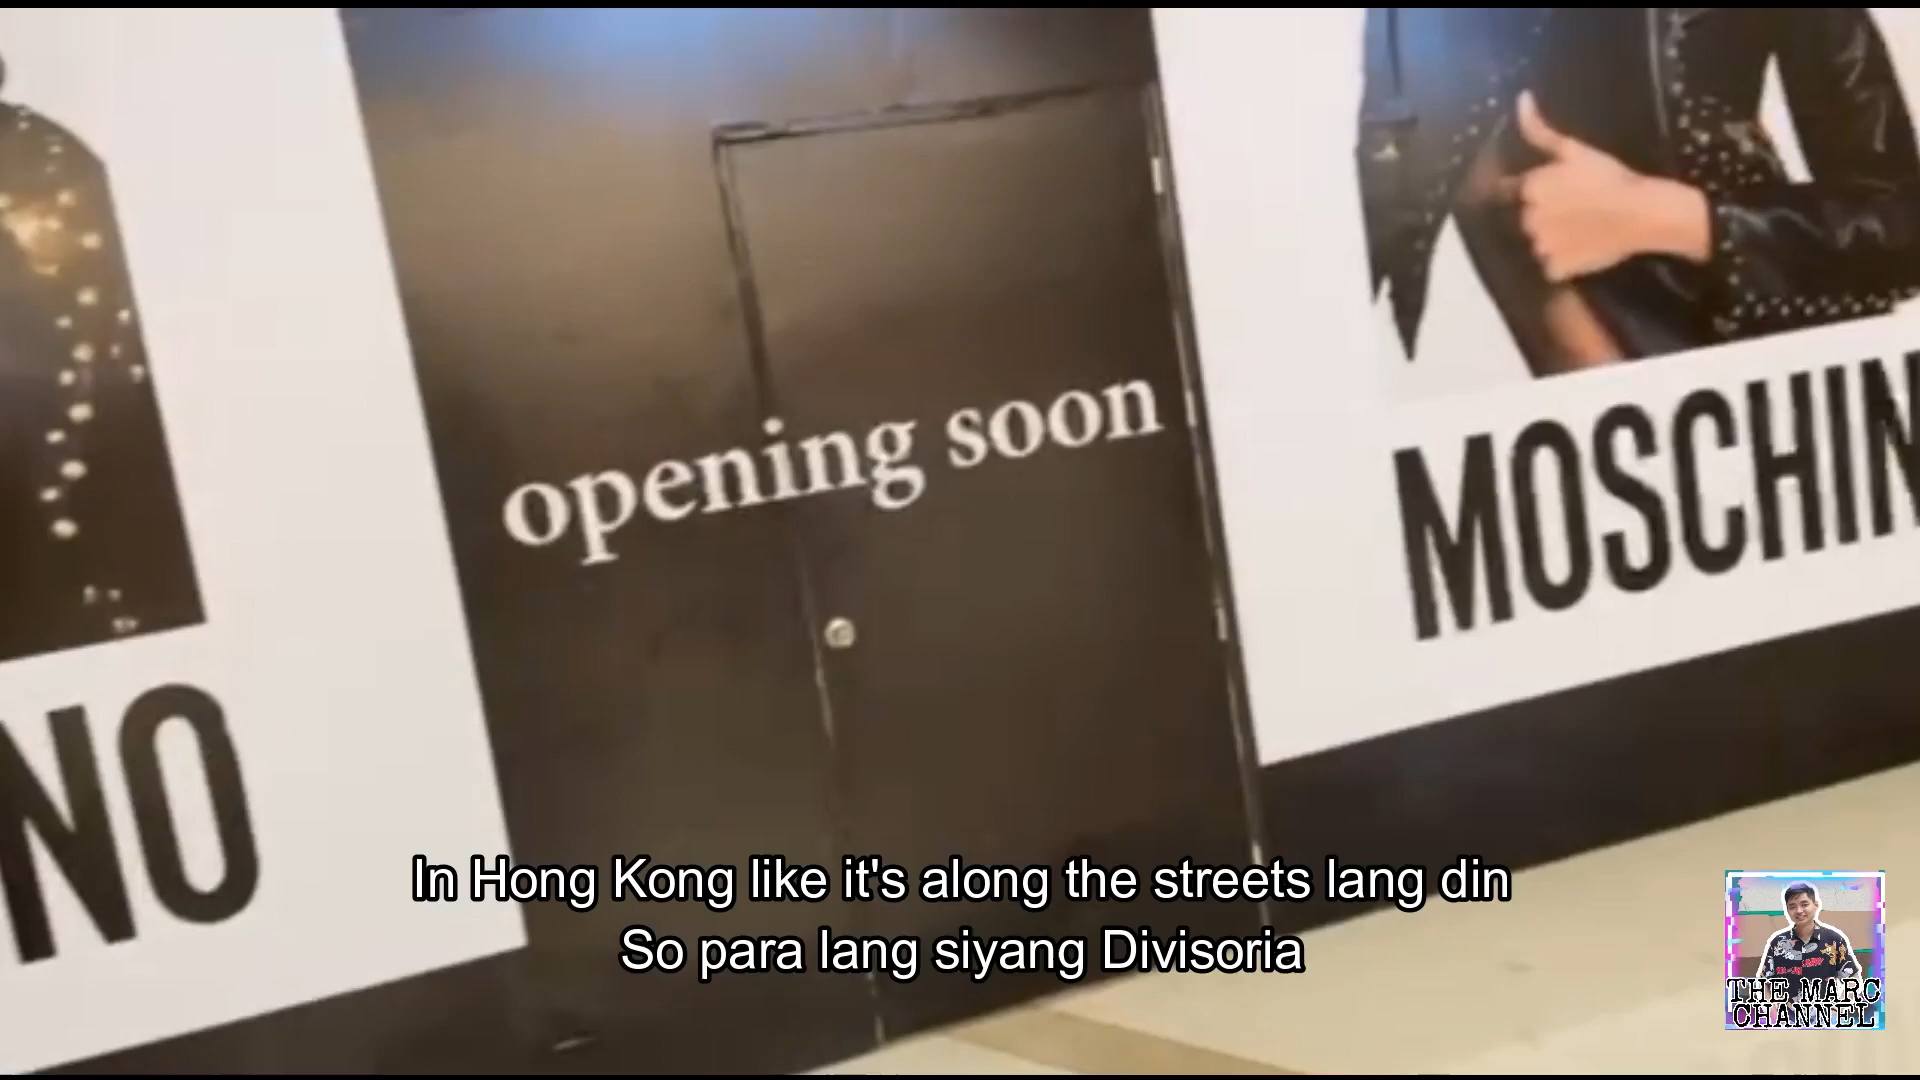 opening soon
MOSCHIN
NO
In Hong Kong like it's along the streets lang din
So para lang siyang Divisoria
THE MARC
CHANNEL